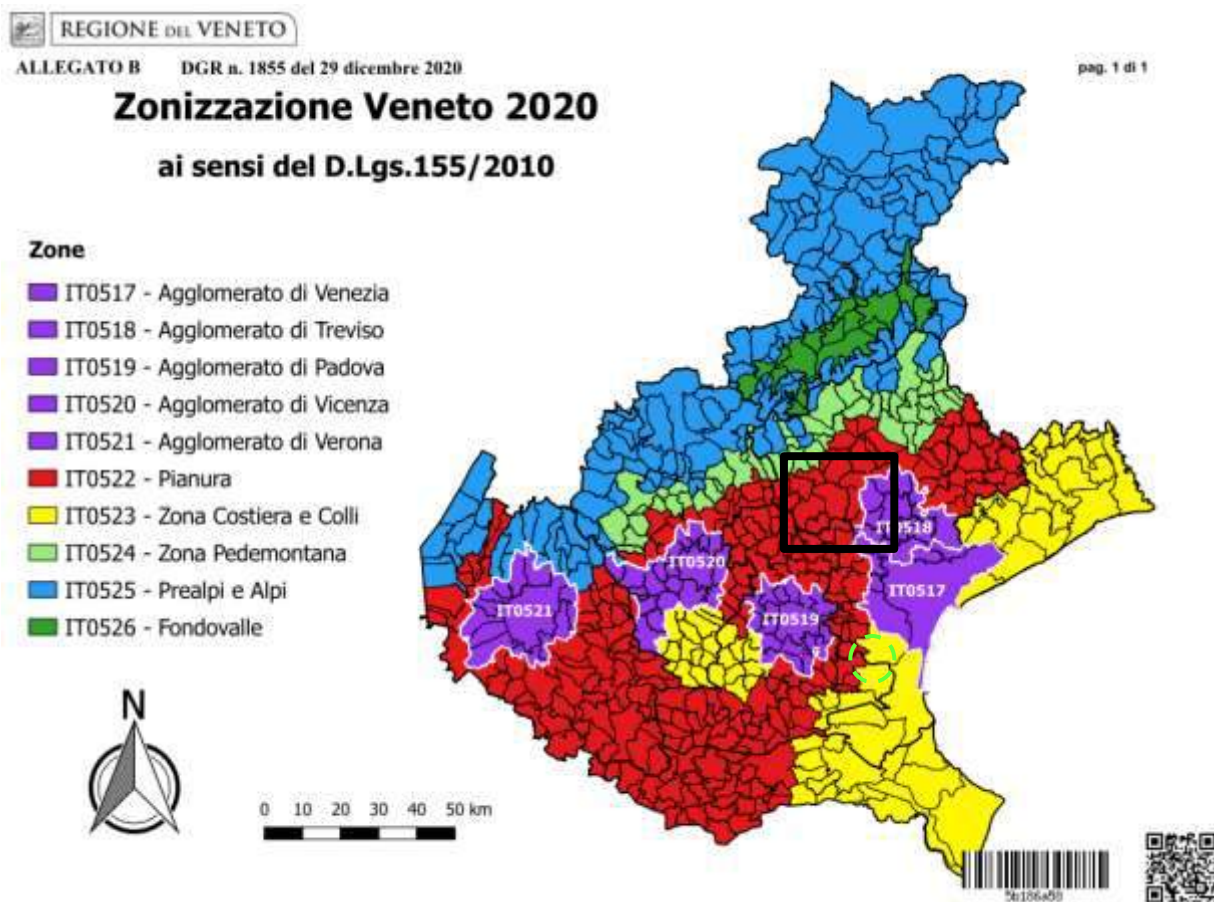 REGIONE DEL VENETO
ALLEGATO B DGR n. 1855 del 29 dicembre 2020
pag. 1 di 1
Zonizzazione Veneto 2020
ai sensi del D.Lgs.155/2010
Zone
IT0517 - Agglomerato di Venezia
IT0518 - Agglomerato di Treviso
IT0519 - Agglomerato di Padova
IT0520 - Agglomerato di Vicenza
IT0521 - Agglomerato di Verona
IT0522 - Pianura
IT0523 - Zona Costiera e Colli
IT0524 - Zona Pedemontana
IT0525 - Prealpi e Alpi
IT0526 - Fondovalle
IT0518
IT0520
IT0517
IT0521
IT0519
N
0 10 20 30 40 50 km
5b186a58